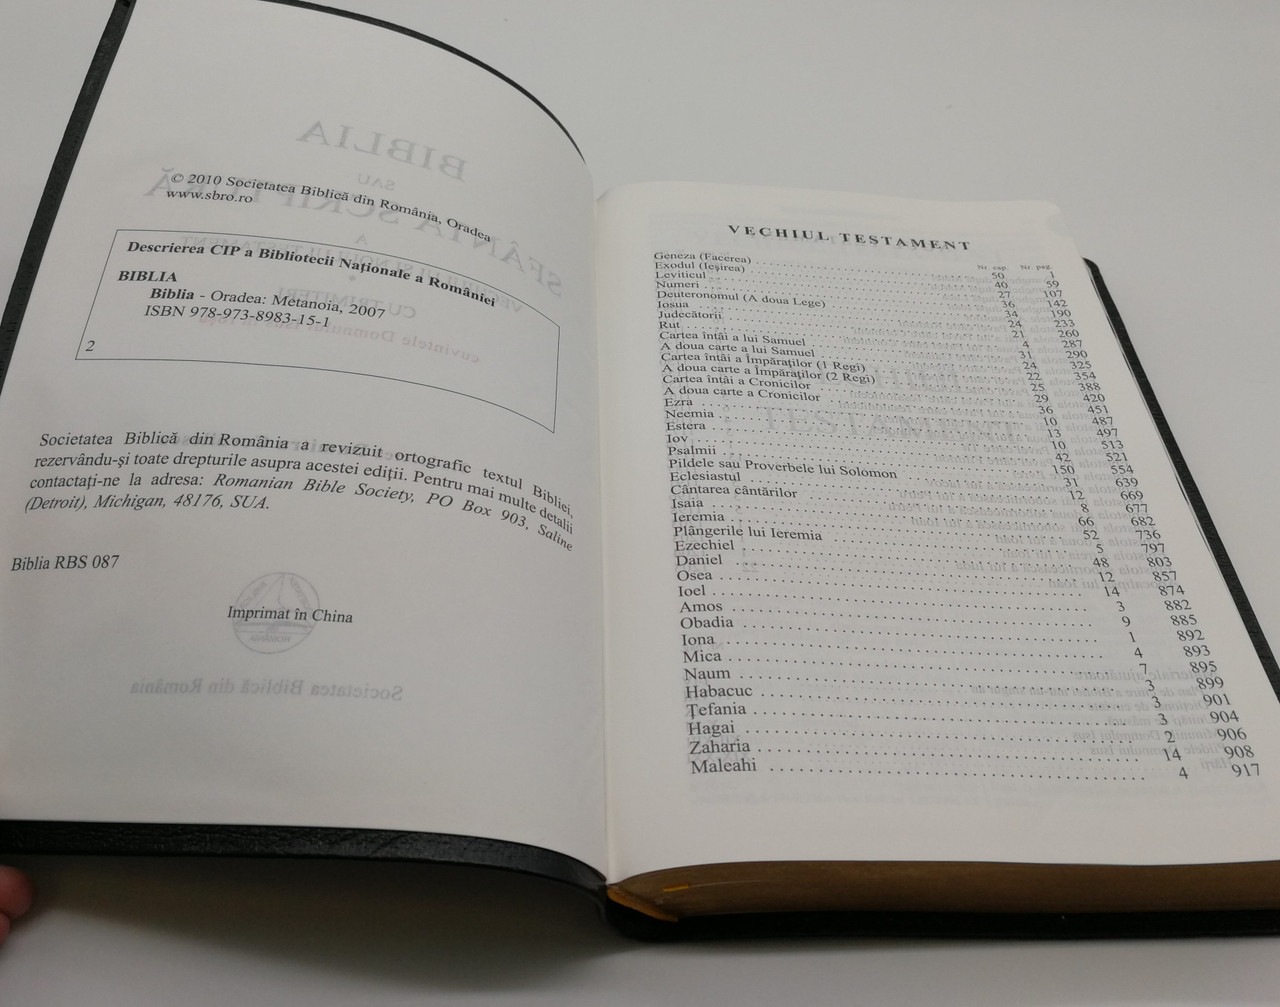 © 2010 Societatea Biblică din România, Oradea
www.sbro.ro
Descrierea CIP a Bibliotecii Naționale a României
BIBLIA
Biblia - Oradea: Metanoia, 2007
ISBN 978-973-8983-15-1
2
Societatea Biblică din România a revizuit ortografic textul Bibliei,
rezervându-și toate drepturile asupra acestei ediții. Pentru mai multe detalii
contactați-ne la adresa: Romanian Bible Society, PO Box 903, Saline
(Detroit), Michigan, 48176, SUA.
Biblia RBS 087
Imprimat în China
VECHIUL TESTAMENT
Nr. cap. Nr. pag.
Geneza (Facerea) 50 1
Exodul (Ieșirea) 40 59
Leviticul 27 107
Numeri 36 142
Deuteronomul (A doua Lege) 34 190
Iosua 24 233
Judecătorii 21 260
Rut 4 287
Cartea întâi a lui Samuel 31 290
A doua carte a lui Samuel 24 325
Cartea întâi a Împăraților (1 Regi) 22 354
A doua carte a Împăraților (2 Regi) 25 388
Cartea întâi a Cronicilor 29 420
A doua carte a Cronicilor 36 451
Ezra 10 487
Neemia 13 497
Estera 10 513
Iov 42 521
Psalmii 150 554
Pildele sau Proverbele lui Solomon 31 639
Eclesiastul 12 669
Cântarea cântărilor 8 677
Isaia 66 682
Ieremia 52 736
Plângerile lui Ieremia 5 797
Ezechiel 48 803
Daniel 12 857
Osea 14 874
Ioel 3 882
Amos 9 885
Obadia 1 892
Iona 4 893
Mica 7 895
Naum 3 899
Habacuc 3 901
Țefania 3 904
Hagai 2 906
Zaharia 14 908
Maleahi 4 917